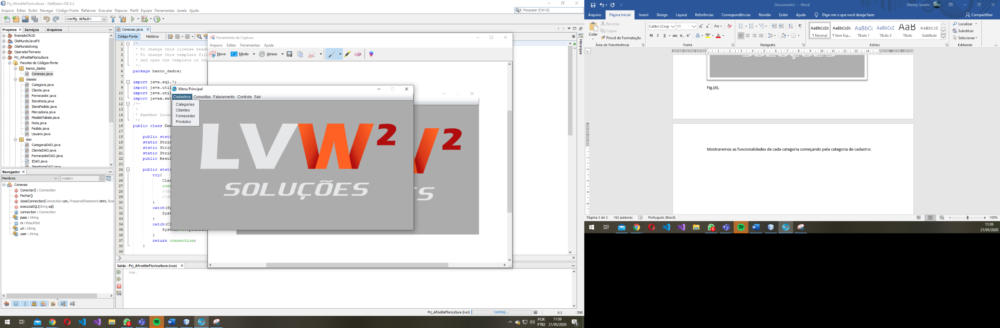 Prj_AfroditeFloricultura - NetBeans IDE 8.2
Arquivo Editar Exibir Navegar Código-Fonte Refatorar Executar Depurar Perfil Equipe Ferramentas Janela Ajuda
Pesquisar (Ctrl+I)
<config. default>
Projetos Serviços Arquivos
ExemploCRUD
OlaMundoJavaFX
OlaMundoSwing
OperadorTernario
Prj_AfroditeFloricultura
Pacotes de Códigos-fonte
banco_dados
Conexao.java
classes
Categoria.java
Cliente.java
Fornecedor.java
ItensNota.java
ItensPedido.java
Mercadoria.java
ModeloTabela.java
Nota.java
Pedido.java
Usuario.java
dao
CategoriaDAO.java
ClienteDAO.java
FornecedorDAO.java
IDAO.java
ItensNotaDAO.java
Navegador
Membros <vazio>
Conexao
Conectar() : Connection
Fechar()
closeConnection(Connection con, PreparedStatement stmt, Res
executaSQL(String sql)
connection : Connection
pass : String
rs : ResultSet
url : String
user : String
Conexao.java
Código-Fonte Histórico
1 /*
2 * To change this license heade
3 * To change this template file
4 * and open the template in the
5 */
6 package banco_dados;
7
8 import java.sql.*;
9 import java.util
10 import java.util
11 import javax.swi
12 /**
13 *
14 * @author Lucas
15 */
16 public class Con
17
18 public stati
19 static Strin
20 static Strin
21 static Strin
22 public Resul
23
24 public stati
25 try{
26 Clas
27 conn
28 //Sy
29 //JO
30 }
31 catch(SQ
32 Syst
33 }
34 catch(Cl
35 System.out.println
36 }
37 return connection;
38 }
39
Hierarquia
Ferramenta de Captura
Arquivo Editar Ferramentas Ajuda
Novo Modo Atraso
Menu Principal
Cadastros Consultas Faturamento Controle Sair
Categorias
Clientes
Fornecedor
Produtos
LVW2
SOLUÇÕES
2
Saída - Prj_AfroditeFloricultura (run)
run:
Prj_AfroditeFloricultura (run) running... 1:1 INS
6
POR
PTB2
11:39
21/05/2020
5
Documento1 - Word
Wesley Santos
Arquivo Página Inicial Inserir Design Layout Referências Correspondências Revisão Exibir Ajuda Diga-me o que você deseja fazer Compartilhar
Colar
Recortar
Copiar
Pincel de Formatação
Área de Transferência
Calibri (Corp 11
N I S abc x₂ x²
Fonte
Parágrafo
AaBbCcDc AaBbCcDc AaBbCc AaBbCcE AaB AaBbCcD
¶ Normal ¶ Sem Esp... Título 1 Título 2 Título Subtítulo
Estilos
Localizar
Substituir
Selecionar
Editando
SOLUÇÕES
Fig.(4).
Mostraremos as funcionalidades de cada categoria começando pela categoria de cadastro:
Página 3 de 3 162 palavras Português (Brasil) 100%
6
11:39
21/05/2020